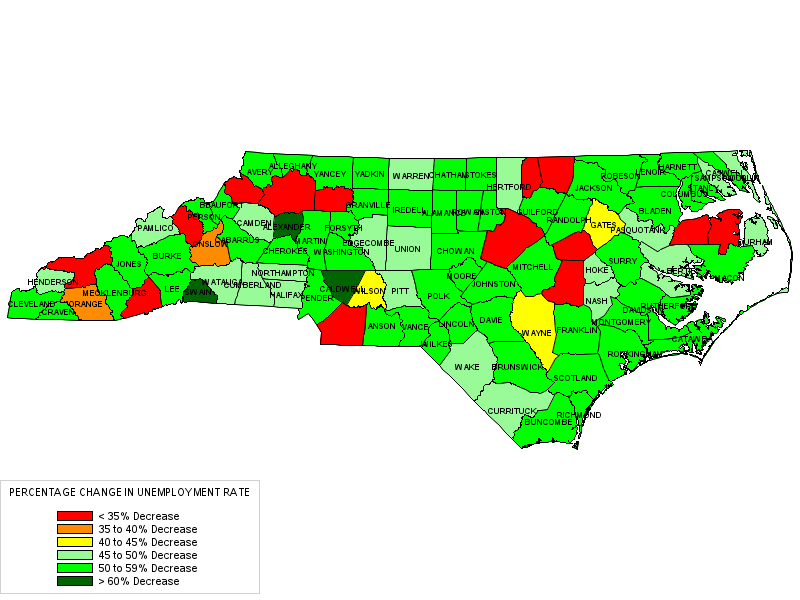 ALLEGHANY
AVERY YANCEY YADKIN WARREN CHATHAM STOKES HERTFORD JACKSON ROBESON LENOIR HARNETT CASWELL
SAMPSON
BEAUFORT GRANVILLE IREDELL ALAMANCE ROWAN GASTON GUILFORD RANDOLPH GATES BLADEN COLUMBUS STANLY
PERSON PAMLICO CAMDEN ALEXANDER FORSYTH PASQUOTANK DURHAM
ONSLOW CABARRUS MARTIN EDGECOMBE
BURKE CHEROKEE WASHINGTON UNION CHOWAN
JONES MITCHELL HOKE SURRY BERTIE MACON
HENDERSON WATAUGA NORTHAMPTON MOORE
MECKLENBURG LEE SWAIN CUMBERLAND HALIFAX PENDER CALDWELL WILSON PITT POLK JOHNSTON NASH
CLEVELAND ORANGE RUTHERFORD
CRAVEN DAVIDSON
ANSON VANCE LINCOLN DAVIE WAYNE FRANKLIN MONTGOMERY
WILKES CATAWBA
WAKE BRUNSWICK ROCKINGHAM
SCOTLAND
CURRITUCK RICHMOND
BUNCOMBE
PERCENTAGE CHANGE IN UNEMPLOYMENT RATE
< 35% Decrease
35 to 40% Decrease
40 to 45% Decrease
45 to 50% Decrease
50 to 59% Decrease
> 60% Decrease